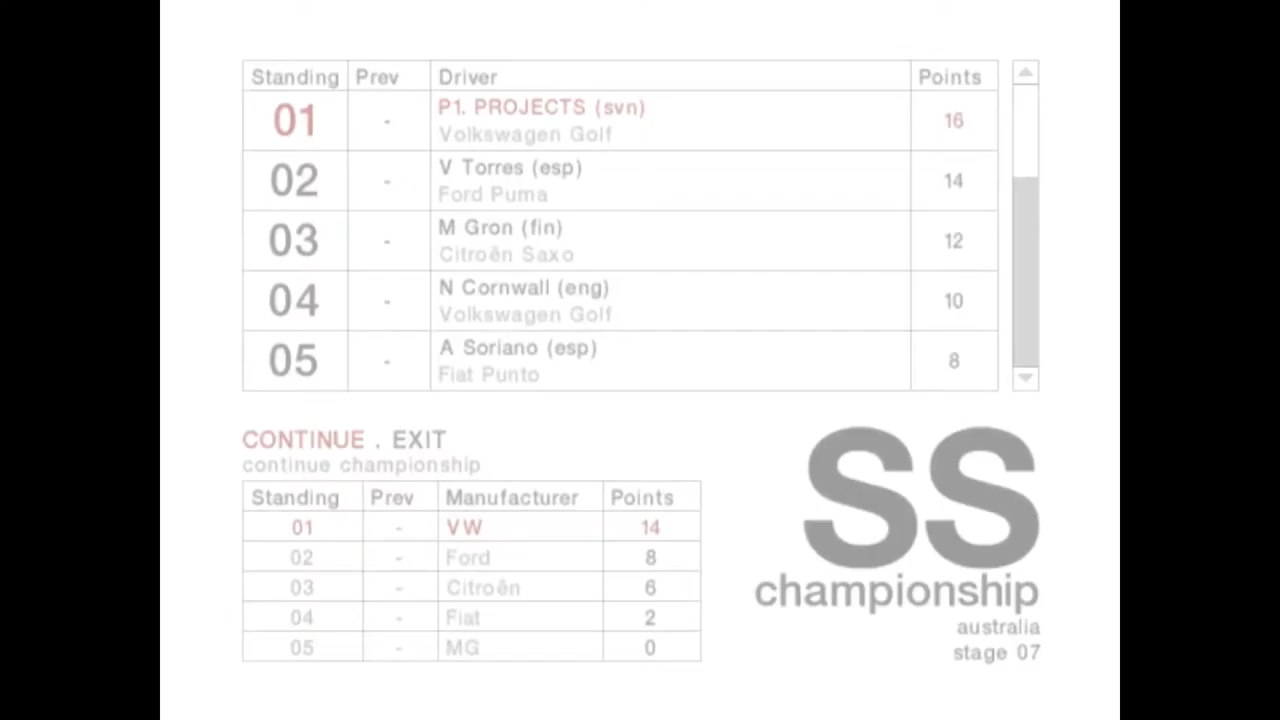 Standing Prev Driver Points
01 - P1. PROJECTS (svn) 16
Volkswagen Golf
02 - V Torres (esp) 14
Ford Puma
03 - M Gron (fin) 12
Citroën Saxo
04 - N Cornwall (eng) 10
Volkswagen Golf
05 - A Soriano (esp) 8
Fiat Punto
CONTINUE . EXIT
continue championship
Standing Prev Manufacturer Points
01 - VW 14
02 - Ford 8
03 - Citroën 6
04 - Fiat 2
05 - MG 0
SS
championship
australia
stage 07